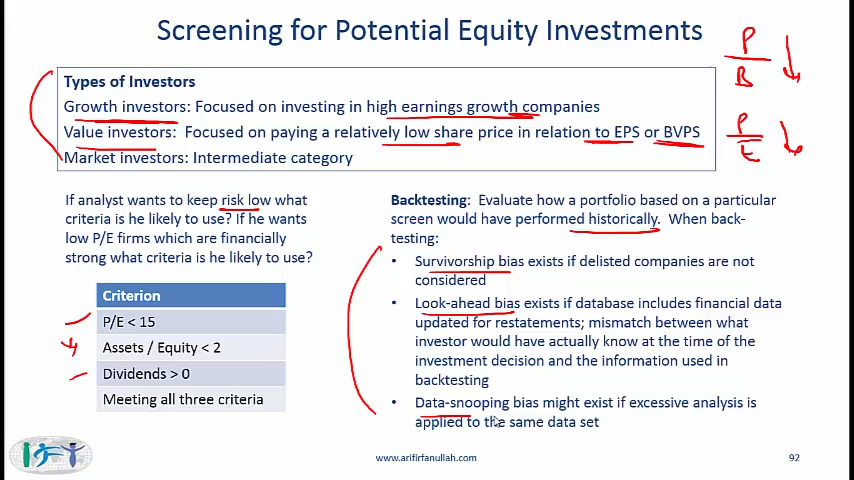 Screening for Potential Equity Investments
P
B
P
E
Types of Investors
Growth investors: Focused on investing in high earnings growth companies
Value investors: Focused on paying a relatively low share price in relation to EPS or BVPS
Market investors: Intermediate category
If analyst wants to keep risk low what
criteria is he likely to use? If he wants
low P/E firms which are financially
strong what criteria is he likely to use?
Criterion
P/E < 15
Assets / Equity < 2
Dividends > 0
Meeting all three criteria
Backtesting: Evaluate how a portfolio based on a particular
screen would have performed historically. When back-
testing:
• Survivorship bias exists if delisted companies are not
considered
• Look-ahead bias exists if database includes financial data
updated for restatements; mismatch between what
investor would have actually know at the time of the
investment decision and the information used in
backtesting
• Data-snooping bias might exist if excessive analysis is
applied to the same data set
www.arifirfanullah.com
92